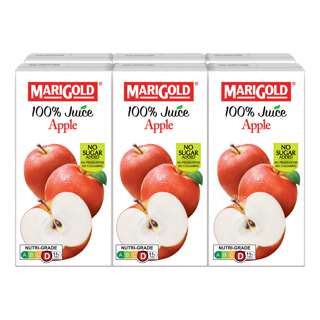 MARIGOLD
100% Juice
Apple
NO
SUGAR
ADDED
NUTRI-GRADE
A B C D
MARIGOLD
100% Juice
Apple
NO
SUGAR
ADDED
NUTRI-GRADE
A B C D
MARIGOLD
100% Juice
Apple
NO
SUGAR
ADDED
NUTRI-GRADE
A B C D